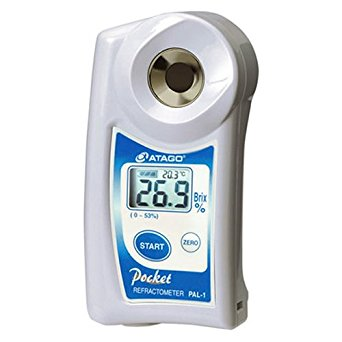 ATAGO
20.3°C
26.9
Brix
%
(0 – 53%)
START
ZERO
Pocket
REFRACTOMETER PAL-1